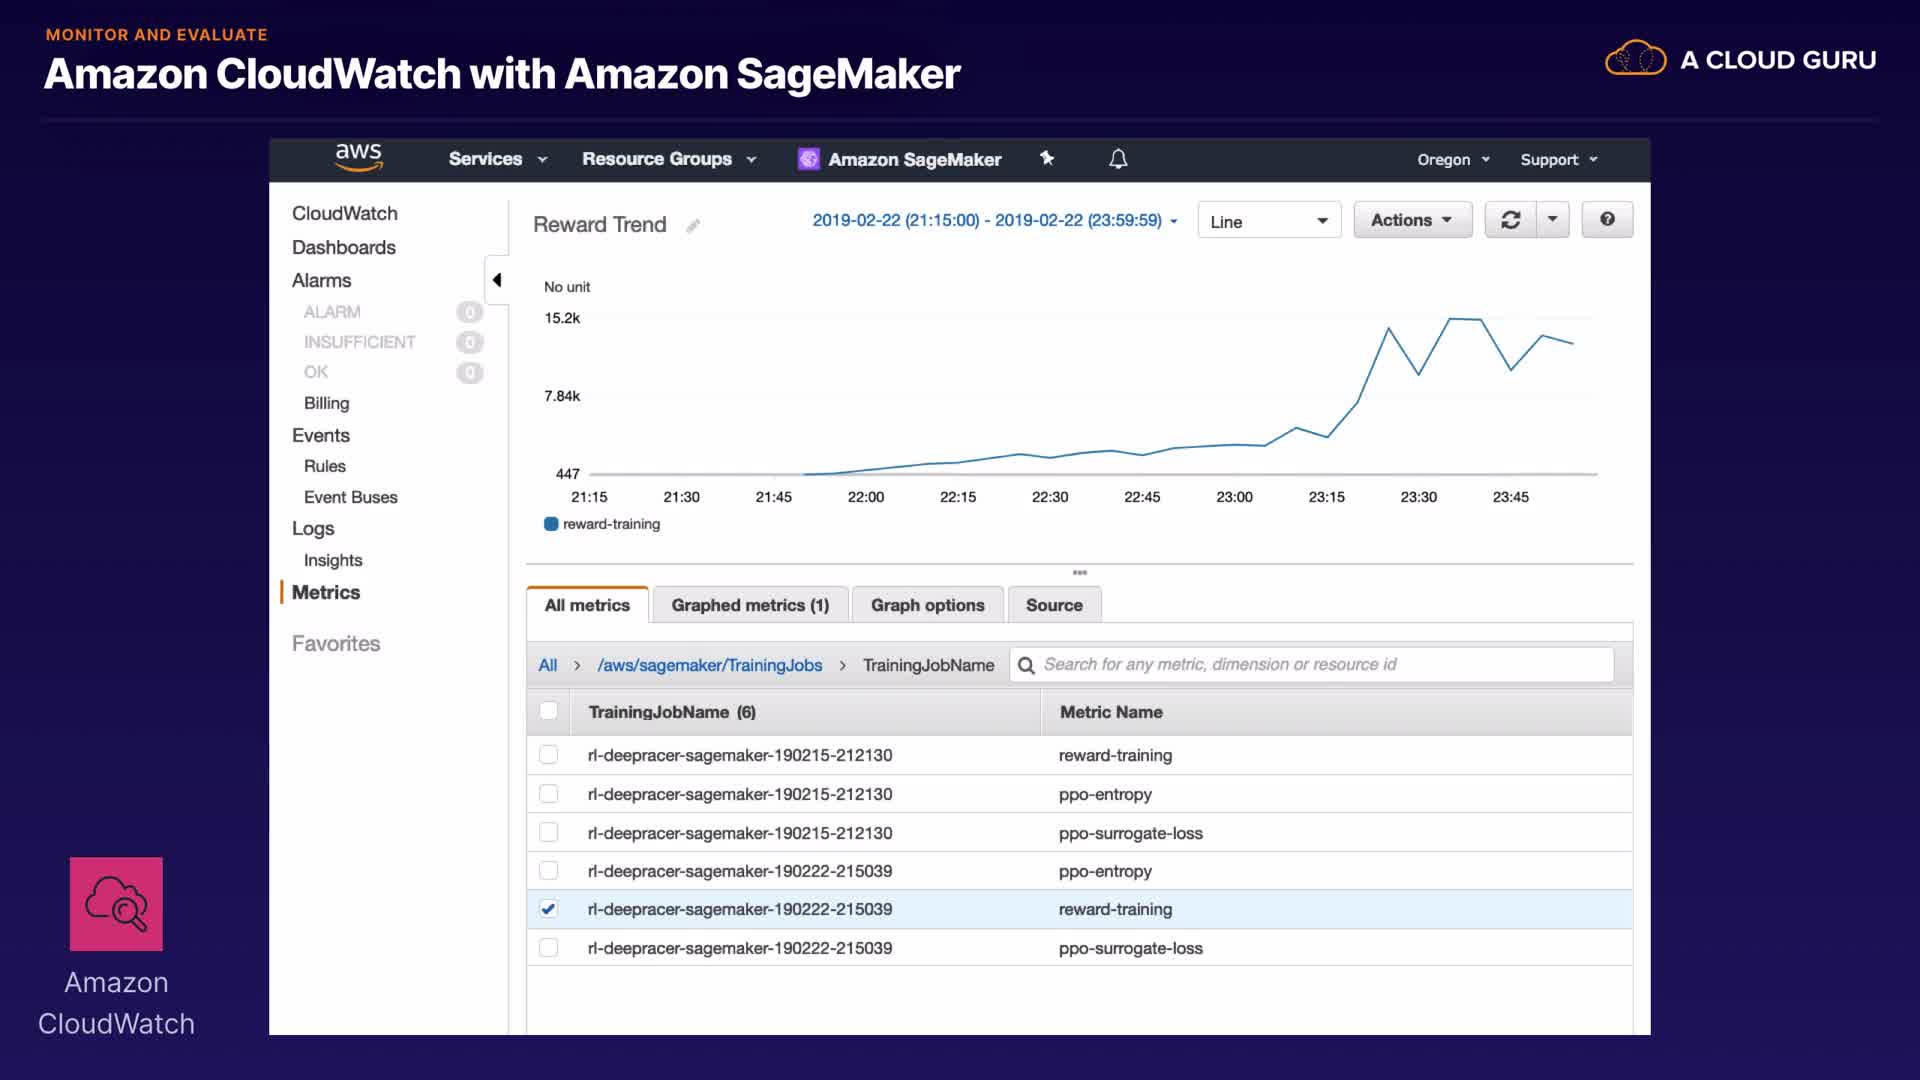 MONITOR AND EVALUATE
Amazon CloudWatch with Amazon SageMaker
A CLOUD GURU
aws
Services
Resource Groups
Amazon SageMaker
Oregon
Support
CloudWatch
Dashboards
Alarms
ALARM 0
INSUFFICIENT 0
OK 0
Billing
Events
Rules
Event Buses
Logs
Insights
Metrics
Favorites
Reward Trend
2019-02-22 (21:15:00) - 2019-02-22 (23:59:59)
Line
Actions
?
No unit
15.2k
7.84k
447
21:15 21:30 21:45 22:00 22:15 22:30 22:45 23:00 23:15 23:30 23:45
reward-training
All metrics
Graphed metrics (1)
Graph options
Source
All > /aws/sagemaker/TrainingJobs > TrainingJobName
Search for any metric, dimension or resource id
TrainingJobName (6) Metric Name
rl-deepracer-sagemaker-190215-212130 reward-training
rl-deepracer-sagemaker-190215-212130 ppo-entropy
rl-deepracer-sagemaker-190215-212130 ppo-surrogate-loss
rl-deepracer-sagemaker-190222-215039 ppo-entropy
rl-deepracer-sagemaker-190222-215039 reward-training
rl-deepracer-sagemaker-190222-215039 ppo-surrogate-loss
Amazon
CloudWatch